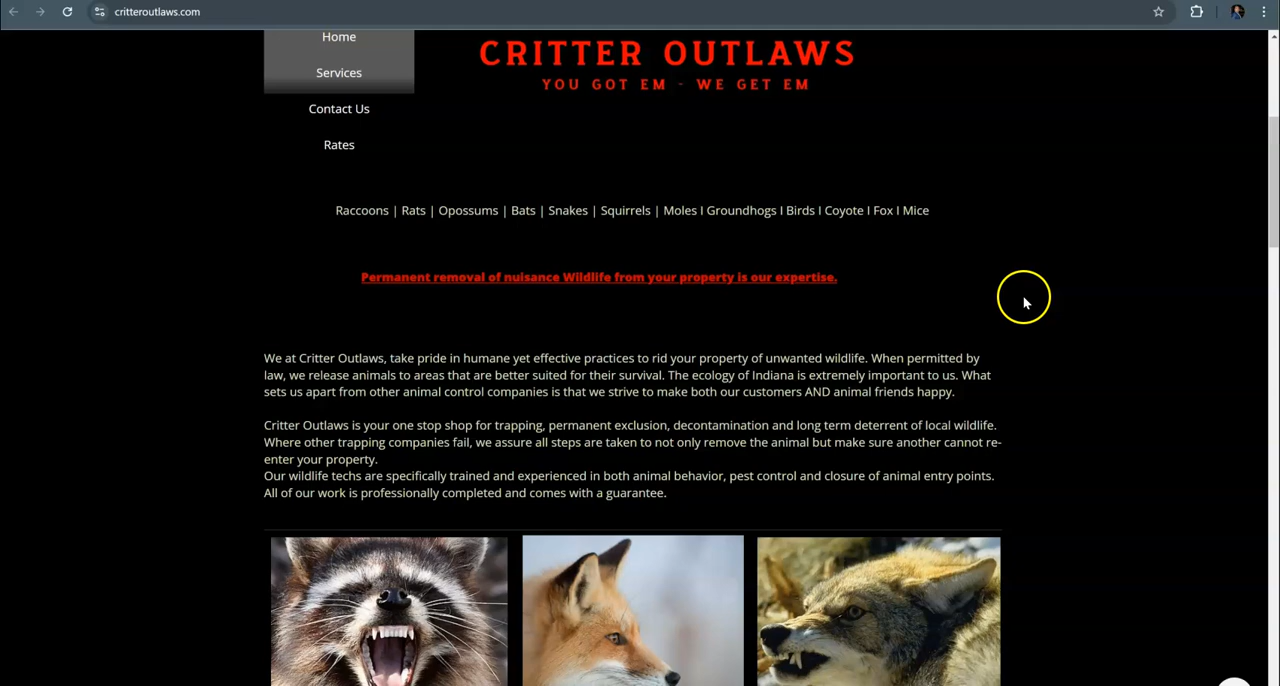 critteroutlaws.com
Home
Services
Contact Us
Rates
CRITTER OUTLAWS
YOU GOT EM - WE GET EM
Raccoons | Rats | Opossums | Bats | Snakes | Squirrels | Moles I Groundhogs I Birds I Coyote I Fox I Mice
Permanent removal of nuisance Wildlife from your property is our expertise.
We at Critter Outlaws, take pride in humane yet effective practices to rid your property of unwanted wildlife. When permitted by
law, we release animals to areas that are better suited for their survival. The ecology of Indiana is extremely important to us. What
sets us apart from other animal control companies is that we strive to make both our customers AND animal friends happy.
Critter Outlaws is your one stop shop for trapping, permanent exclusion, decontamination and long term deterrent of local wildlife.
Where other trapping companies fail, we assure all steps are taken to not only remove the animal but make sure another cannot re-
enter your property.
Our wildlife techs are specifically trained and experienced in both animal behavior, pest control and closure of animal entry points.
All of our work is professionally completed and comes with a guarantee.